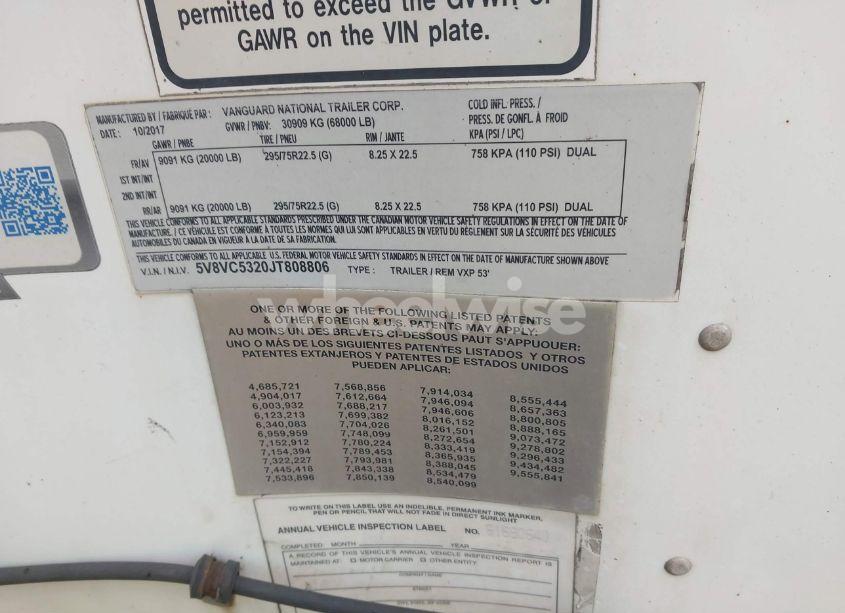 permitted to exceed the GVWR or
GAWR on the VIN plate.
MANUFACTURED BY / FABRIQUÉ PAR : VANGUARD NATIONAL TRAILER CORP.
DATE : 10/2017 GVWR / PNBV: 30909 KG (68000 LB)
COLD INFL. PRESS. /
PRESS. DE GONFL. À FROID
GAWR / PNBE TIRE / PNEU RIM / JANTE KPA (PSI / LPC)
FR/AV 9091 KG (20000 LB) 295/75R22.5 (G) 8.25 X 22.5 758 KPA (110 PSI) DUAL
1ST INT/INT
2ND INT/INT
RR/AR 9091 KG (20000 LB) 295/75R22.5 (G) 8.25 X 22.5 758 KPA (110 PSI) DUAL
THIS VEHICLE CONFORMS TO ALL APPLICABLE STANDARDS PRESCRIBED UNDER THE CANADIAN MOTOR VEHICLE SAFETY REGULATIONS IN EFFECT ON THE DATE OF
MANUFACTURE. / CE VÉHICULE EST CONFORME À TOUTES LES NORMES QUI LUI SONT APPLICABLES EN VERTU DU RÈGLEMENT SUR LA SÉCURITÉ DES VÉHICULES
AUTOMOBILES DU CANADA EN VIGUEUR À LA DATE DE SA FABRICATION.
THIS VEHICLE CONFORMS TO ALL APPLICABLE U.S. FEDERAL MOTOR VEHICLE SAFETY STANDARDS IN EFFECT ON THE DATE OF MANUFACTURE SHOWN ABOVE.
V.I.N. / N.I.V. 5V8VC5320JT808806 TYPE : TRAILER / REM VXP 53'
wheelwise
ONE OR MORE OF THE FOLLOWING LISTED PATENTS
& OTHER FOREIGN & U.S. PATENTS MAY APPLY:
AU MOINS UN DES BREVETS CI-DESSOUS PAUT S'APPUOUER:
UNO O MÁS DE LOS SIGUIENTES PATENTES LISTADOS Y OTROS
PATENTES EXTANJEROS Y PATENTES DE ESTADOS UNIDOS
PUEDEN APLICAR:
4,685,721 7,568,856 7,914,034 8,555,444
4,904,017 7,612,664 7,946,094 8,657,363
6,003,932 7,688,217 7,946,606 8,800,805
6,123,213 7,699,382 8,016,152 8,888,165
6,340,083 7,704,026 8,261,501 9,073,472
6,959,959 7,748,099 8,272,654 9,278,802
7,152,912 7,780,224 8,333,419 9,296,433
7,154,394 7,789,453 8,365,935 9,434,482
7,322,227 7,793,981 8,388,045 9,555,841
7,445,418 7,843,338 8,534,479
7,533,896 7,850,139 8,540,099
TO WRITE ON THIS LABEL USE AN INDELIBLE, PERMANENT INK MARKER,
PEN OR PENCIL THAT WILL NOT FADE IN DIRECT SUNLIGHT
ANNUAL VEHICLE INSPECTION LABEL NO.
COMPLETED: MONTH YEAR
A RECORD OF THIS VEHICLE'S ANNUAL VEHICLE INSPECTION REPORT IS
MAINTAINED AT: MOTOR CARRIER OTHER ENTITY
COMPANY NAME
STREET